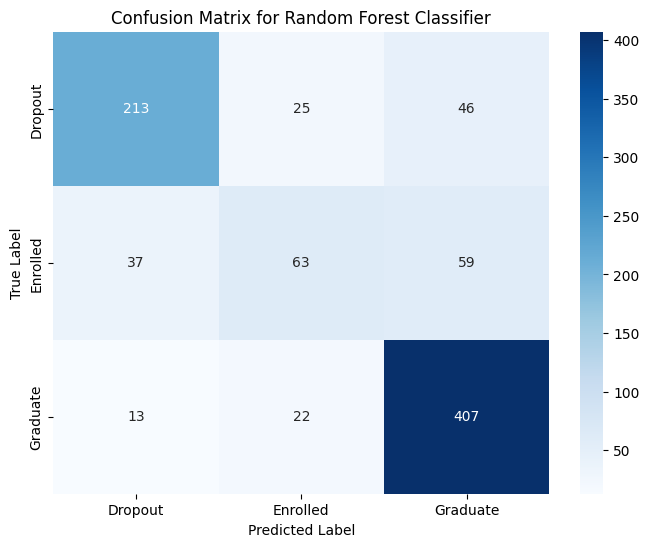 Confusion Matrix for Random Forest Classifier
True Label
Dropout
Enrolled
Graduate
213 25 46
37 63 59
13 22 407
Dropout Enrolled Graduate
Predicted Label
400
350
300
250
200
150
100
50